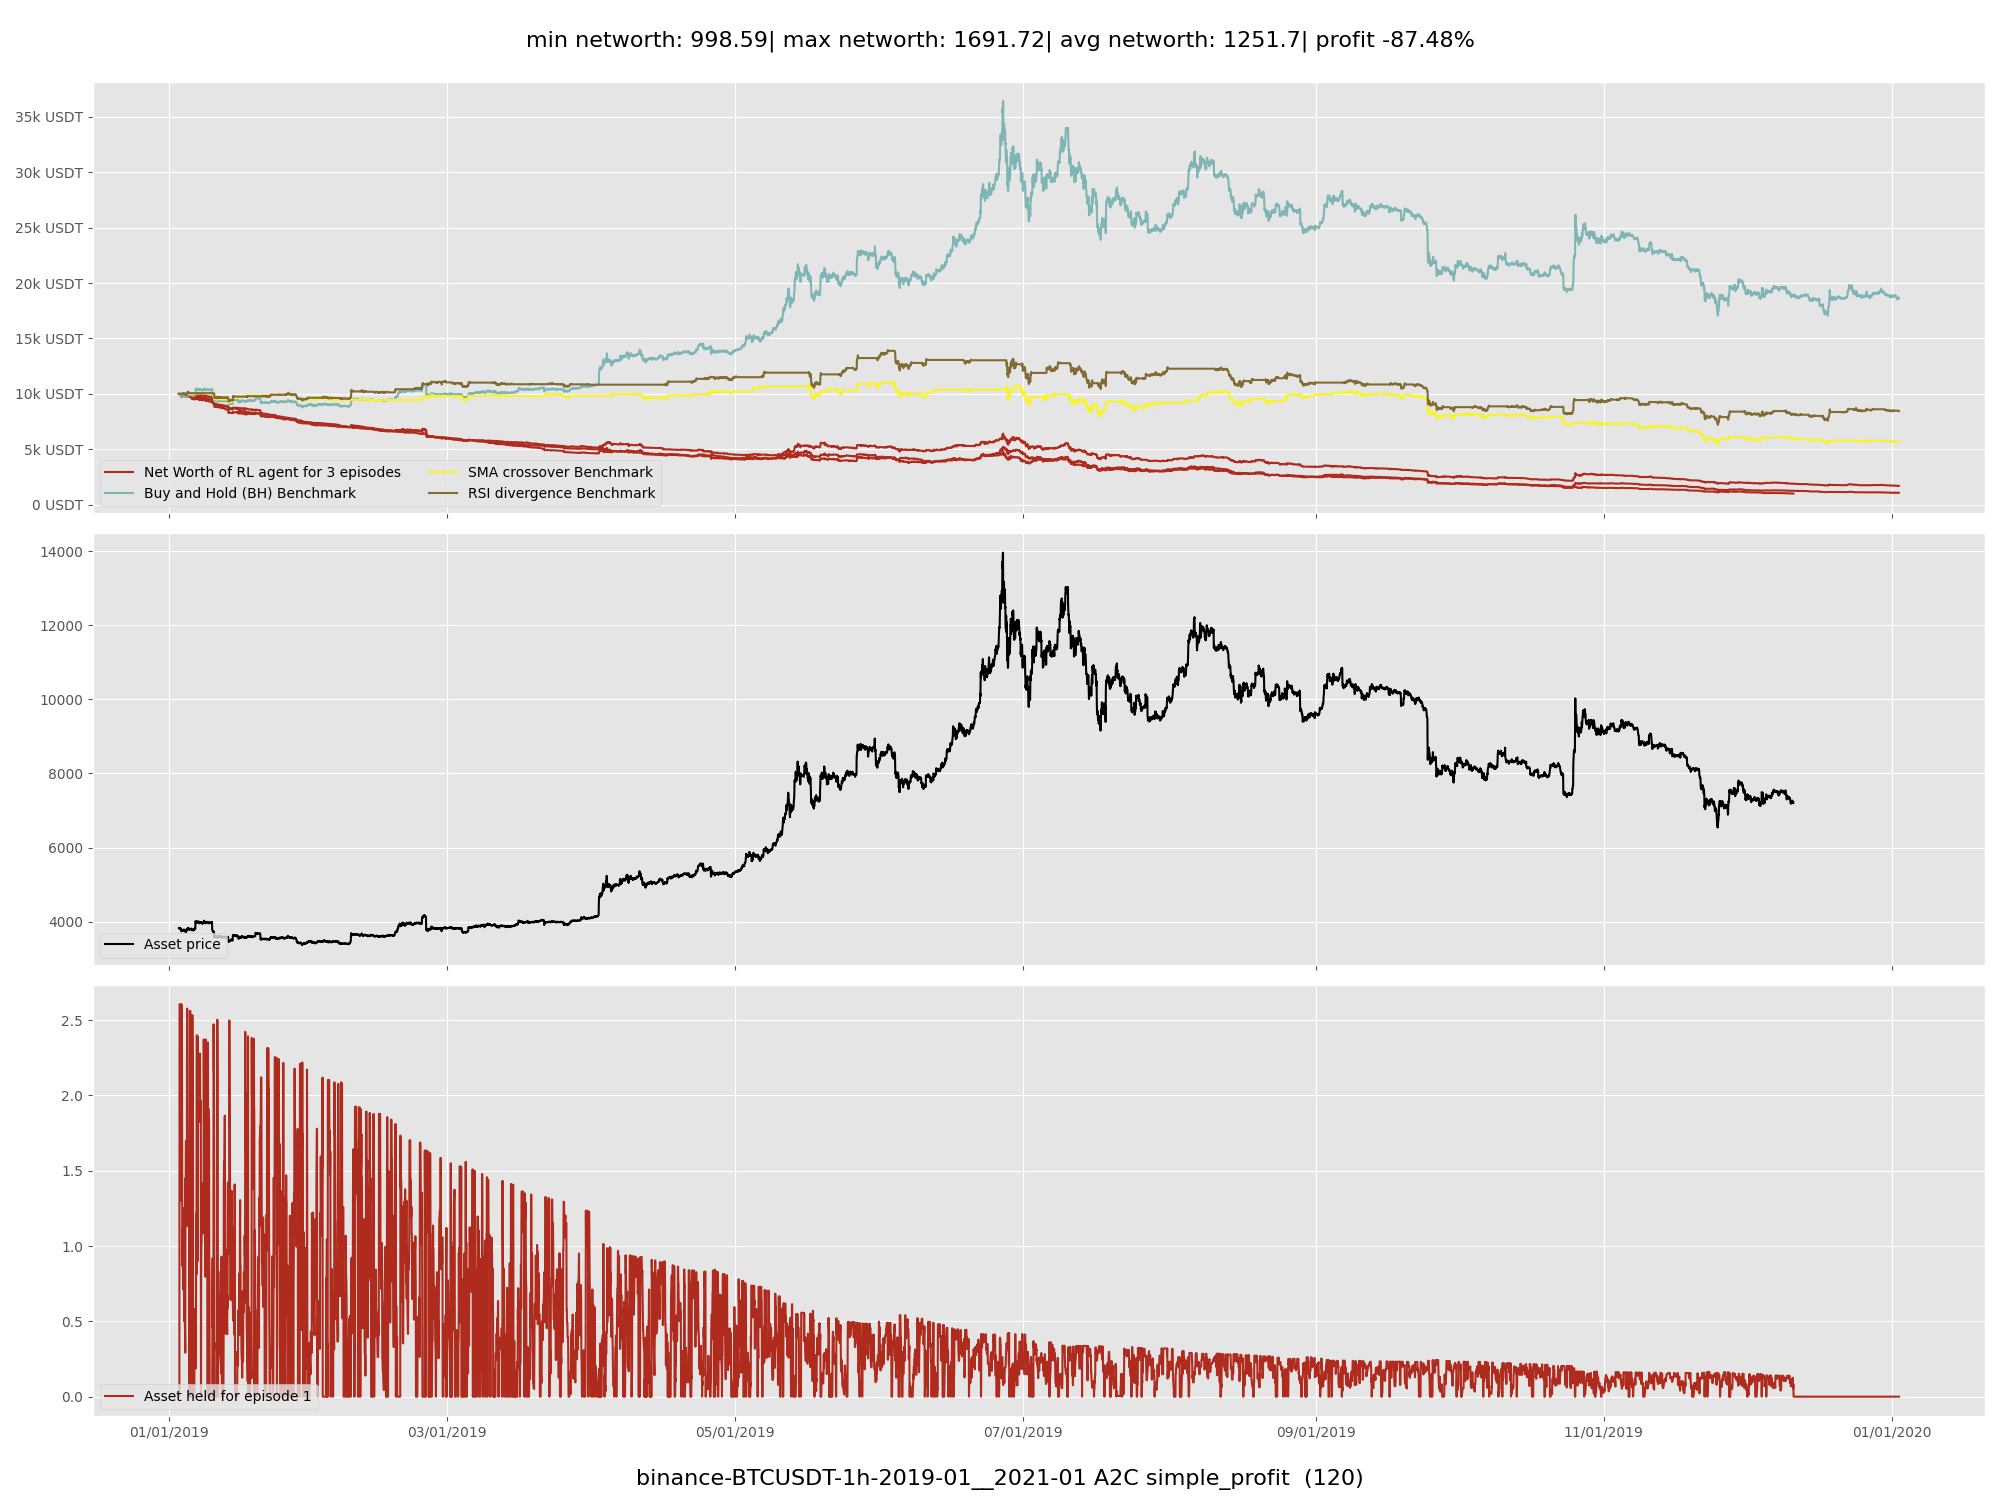 min networth: 998.59| max networth: 1691.72| avg networth: 1251.7| profit -87.48%
35k USDT
30k USDT
25k USDT
20k USDT
15k USDT
10k USDT
5k USDT
0 USDT
Net Worth of RL agent for 3 episodes
Buy and Hold (BH) Benchmark
SMA crossover Benchmark
RSI divergence Benchmark
14000
12000
10000
8000
6000
4000
Asset price
2.5
2.0
1.5
1.0
0.5
0.0
Asset held for episode 1
01/01/2019
03/01/2019
05/01/2019
07/01/2019
09/01/2019
11/01/2019
01/01/2020
binance-BTCUSDT-1h-2019-01__2021-01 A2C simple_profit  (120)